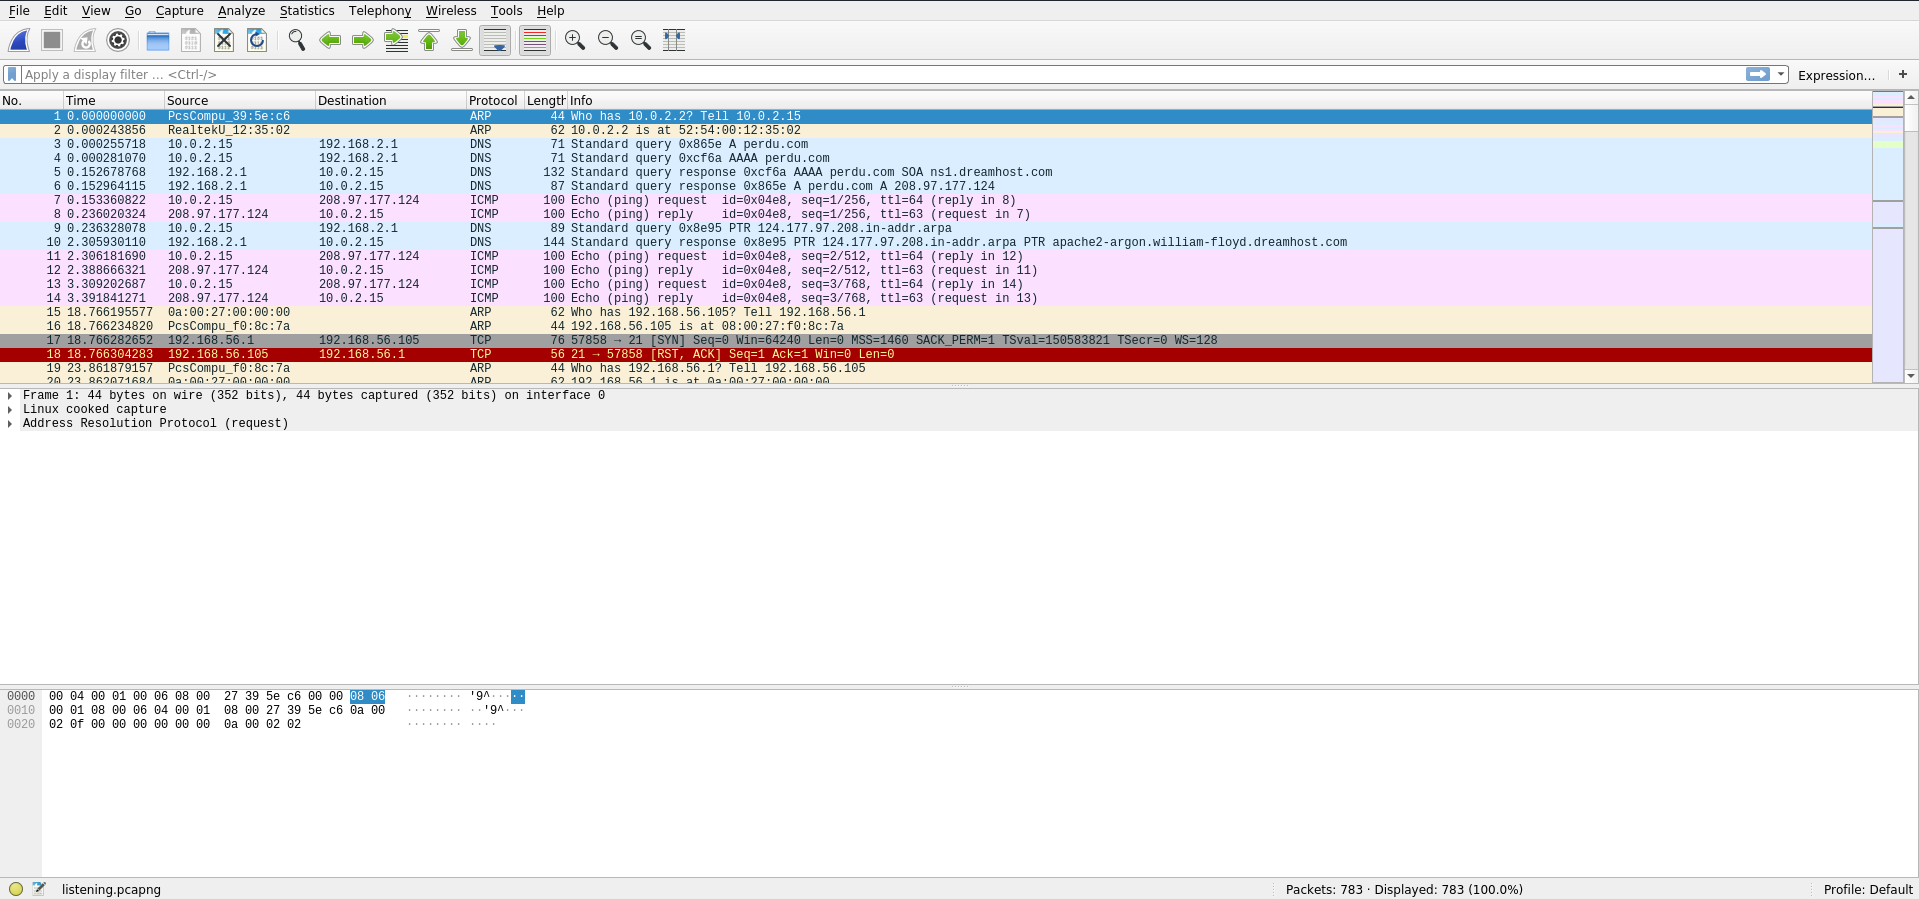 File Edit View Go Capture Analyze Statistics Telephony Wireless Tools Help
Apply a display filter … <Ctrl-/> Expression… +
No. Time Source Destination Protocol Length Info
1 0.000000000 PcsCompu_39:5e:c6 ARP 44 Who has 10.0.2.2? Tell 10.0.2.15
2 0.000243856 RealtekU_12:35:02 ARP 62 10.0.2.2 is at 52:54:00:12:35:02
3 0.000255718 10.0.2.15 192.168.2.1 DNS 71 Standard query 0x865e A perdu.com
4 0.000281070 10.0.2.15 192.168.2.1 DNS 71 Standard query 0xcf6a AAAA perdu.com
5 0.152678768 192.168.2.1 10.0.2.15 DNS 132 Standard query response 0xcf6a AAAA perdu.com SOA ns1.dreamhost.com
6 0.152964115 192.168.2.1 10.0.2.15 DNS 87 Standard query response 0x865e A perdu.com A 208.97.177.124
7 0.153360822 10.0.2.15 208.97.177.124 ICMP 100 Echo (ping) request id=0x04e8, seq=1/256, ttl=64 (reply in 8)
8 0.236020324 208.97.177.124 10.0.2.15 ICMP 100 Echo (ping) reply id=0x04e8, seq=1/256, ttl=63 (request in 7)
9 0.236328078 10.0.2.15 192.168.2.1 DNS 89 Standard query 0x8e95 PTR 124.177.97.208.in-addr.arpa
10 2.305930110 192.168.2.1 10.0.2.15 DNS 144 Standard query response 0x8e95 PTR 124.177.97.208.in-addr.arpa PTR apache2-argon.william-floyd.dreamhost.com
11 2.306181690 10.0.2.15 208.97.177.124 ICMP 100 Echo (ping) request id=0x04e8, seq=2/512, ttl=64 (reply in 12)
12 2.388666321 208.97.177.124 10.0.2.15 ICMP 100 Echo (ping) reply id=0x04e8, seq=2/512, ttl=63 (request in 11)
13 3.309202687 10.0.2.15 208.97.177.124 ICMP 100 Echo (ping) request id=0x04e8, seq=3/768, ttl=64 (reply in 14)
14 3.391841271 208.97.177.124 10.0.2.15 ICMP 100 Echo (ping) reply id=0x04e8, seq=3/768, ttl=63 (request in 13)
15 18.766195577 0a:00:27:00:00:00 ARP 62 Who has 192.168.56.105? Tell 192.168.56.1
16 18.766234820 PcsCompu_f0:8c:7a ARP 44 192.168.56.105 is at 08:00:27:f0:8c:7a
17 18.766282652 192.168.56.1 192.168.56.105 TCP 76 57858 → 21 [SYN] Seq=0 Win=64240 Len=0 MSS=1460 SACK_PERM=1 TSval=150583821 TSecr=0 WS=128
18 18.766304283 192.168.56.105 192.168.56.1 TCP 56 21 → 57858 [RST, ACK] Seq=1 Ack=1 Win=0 Len=0
19 23.861879157 PcsCompu_f0:8c:7a ARP 44 Who has 192.168.56.1? Tell 192.168.56.105
20 23.862071684 0a:00:27:00:00:00 ARP 62 192.168.56.1 is at 0a:00:27:00:00:00
Frame 1: 44 bytes on wire (352 bits), 44 bytes captured (352 bits) on interface 0
Linux cooked capture
Address Resolution Protocol (request)
0000 00 04 00 01 00 06 08 00 27 39 5e c6 00 00 08 06 ········ '9^·····
0010 00 01 08 00 06 04 00 01 08 00 27 39 5e c6 0a 00 ········ ··'9^···
0020 02 0f 00 00 00 00 00 00 0a 00 02 02 ········ ····
listening.pcapng Packets: 783 · Displayed: 783 (100.0%) Profile: Default